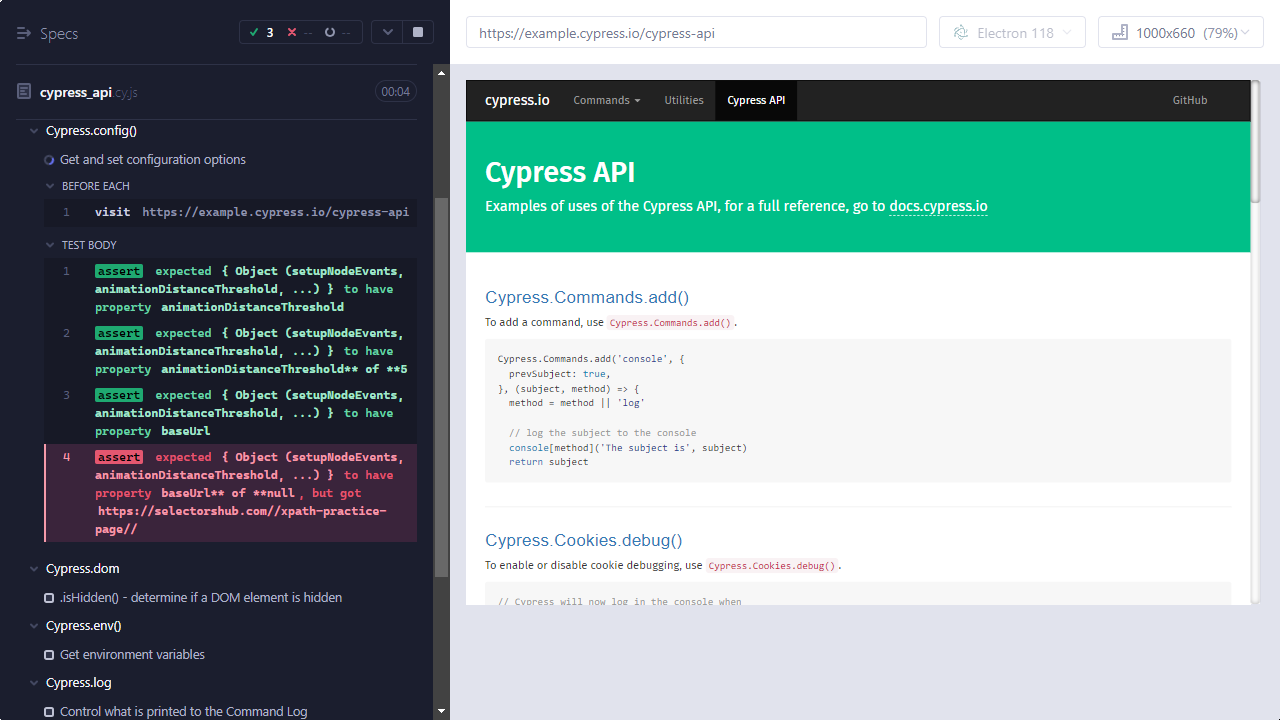 Specs
3
--
--
cypress_api.cy.js
00:04
Cypress.config()
Get and set configuration options
BEFORE EACH
1 visit https://example.cypress.io/cypress-api
TEST BODY
1 assert expected { Object (setupNodeEvents,
animationDistanceThreshold, ...) } to have
property animationDistanceThreshold
2 assert expected { Object (setupNodeEvents,
animationDistanceThreshold, ...) } to have
property animationDistanceThreshold** of **5
3 assert expected { Object (setupNodeEvents,
animationDistanceThreshold, ...) } to have
property baseUrl
4 assert expected { Object (setupNodeEvents,
animationDistanceThreshold, ...) } to have
property baseUrl** of **null, but got
https://selectorshub.com//xpath-practice-
page//
Cypress.dom
.isHidden() - determine if a DOM element is hidden
Cypress.env()
Get environment variables
Cypress.log
Control what is printed to the Command Log
https://example.cypress.io/cypress-api
Electron 118
1000x660 (79%)
cypress.io Commands Utilities Cypress API GitHub
Cypress API
Examples of uses of the Cypress API, for a full reference, go to docs.cypress.io
Cypress.Commands.add()
To add a command, use Cypress.Commands.add().
Cypress.Commands.add('console', {
prevSubject: true,
}, (subject, method) => {
method = method || 'log'
// log the subject to the console
console[method]('The subject is', subject)
return subject
Cypress.Cookies.debug()
To enable or disable cookie debugging, use Cypress.Cookies.debug().
// Cypress will now log in the console when